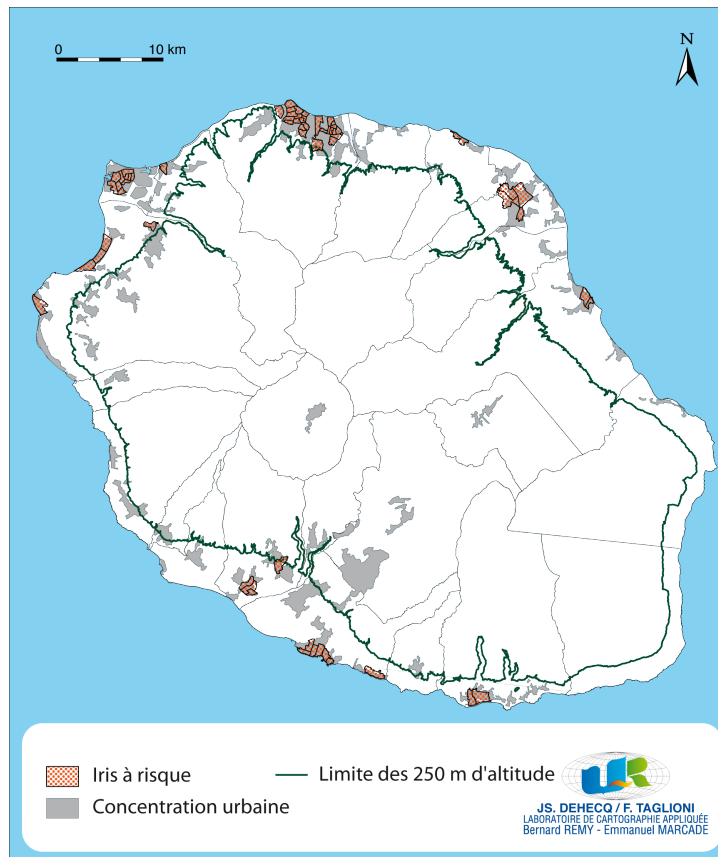 0 10 km
N
Iris à risque
Limite des 250 m d'altitude
Concentration urbaine
UR
JS. DEHECQ / F. TAGLIONI
LABORATOIRE DE CARTOGRAPHIE APPLIQUÉE
Bernard REMY - Emmanuel MARCADE